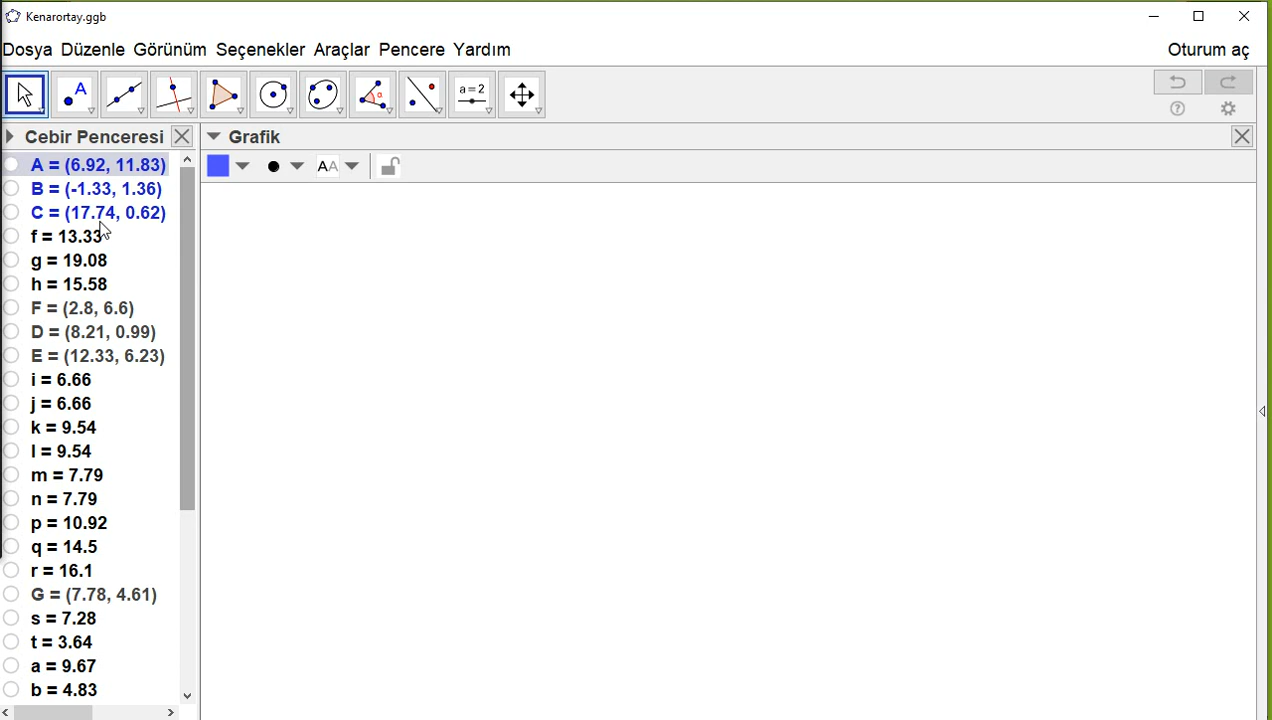 Kenarortay.ggb
Dosya Düzenle Görünüm Seçenekler Araçlar Pencere Yardım Oturum aç
A
α
a=2
Cebir Penceresi
Grafik
AA
A = (6.92, 11.83)
B = (-1.33, 1.36)
C = (17.74, 0.62)
f = 13.33
g = 19.08
h = 15.58
F = (2.8, 6.6)
D = (8.21, 0.99)
E = (12.33, 6.23)
i = 6.66
j = 6.66
k = 9.54
l = 9.54
m = 7.79
n = 7.79
p = 10.92
q = 14.5
r = 16.1
G = (7.78, 4.61)
s = 7.28
t = 3.64
a = 9.67
b = 4.83